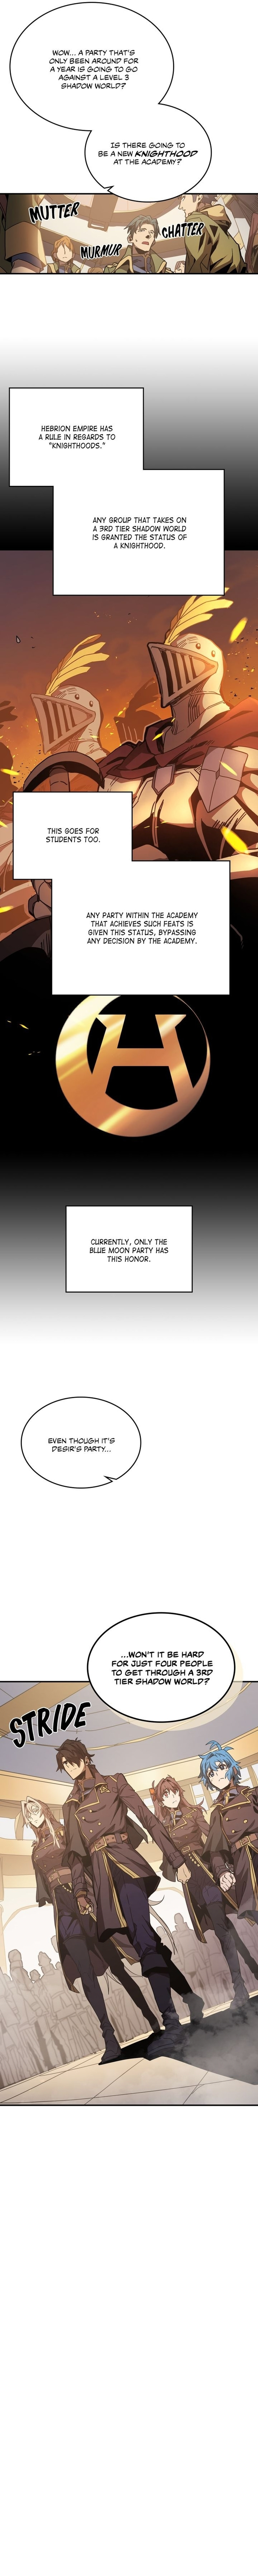 WOW... A PARTY THAT'S
ONLY BEEN AROUND FOR
A YEAR IS GOING TO GO
AGAINST A LEVEL 3
SHADOW WORLD?
IS THERE GOING TO
BE A NEW KNIGHTHOOD
AT THE ACADEMY?
MUTTER
MURMUR
CHATTER
HEBRION EMPIRE HAS
A RULE IN REGARDS TO
"KNIGHTHOODS."
ANY GROUP THAT TAKES ON
A 3RD TIER SHADOW WORLD
IS GRANTED THE STATUS OF
A KNIGHTHOOD.
THIS GOES FOR
STUDENTS TOO.
ANY PARTY WITHIN THE ACADEMY
THAT ACHIEVES SUCH FEATS IS
GIVEN THIS STATUS, BYPASSING
ANY DECISION BY THE ACADEMY.
CURRENTLY, ONLY THE
BLUE MOON PARTY HAS
THIS HONOR.
EVEN THOUGH IT'S
DESIR'S PARTY...
...WON'T IT BE HARD
FOR JUST FOUR PEOPLE
TO GET THROUGH A 3RD
TIER SHADOW WORLD?
STRIDE